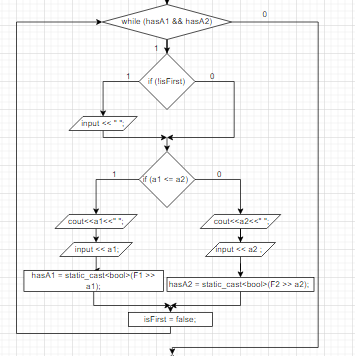 while (hasA1 && hasA2)
0
1
if (!isFirst)
1
0
input << " ";
if (a1 <= a2)
1
0
cout<<a1<<" ";
cout<<a2<<" ";
input << a1;
input << a2 ;
hasA1 = static_cast<bool>(F1 >>
a1);
hasA2 = static_cast<bool>(F2 >> a2);
isFirst = false;